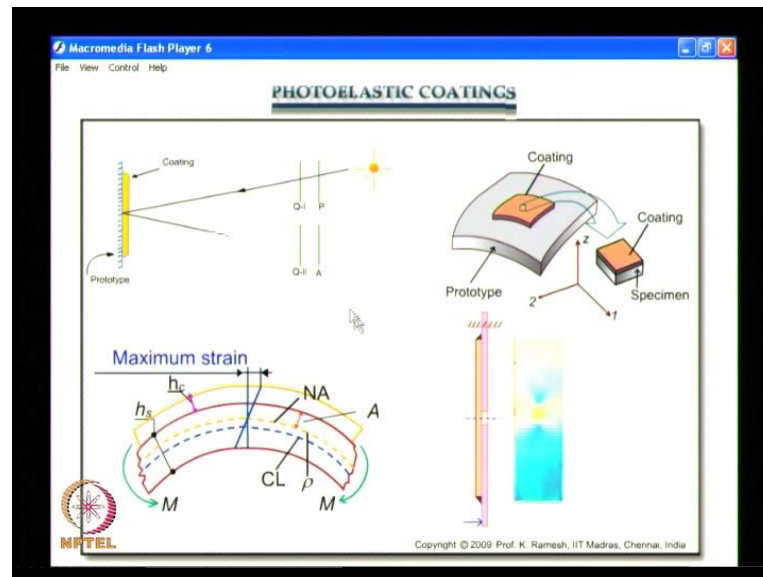 Macromedia Flash Player 6
File View Control Help
PHOTOELASTIC COATINGS
Coating
Q-I P
Q-II A
Prototype
Coating
Coating
Prototype
Specimen
z
2
1
Maximum strain
hc
hs
NA
A
CL ρ
M M
NPTEL
Copyright © 2009 Prof. K. Ramesh, IIT Madras, Chennai, India